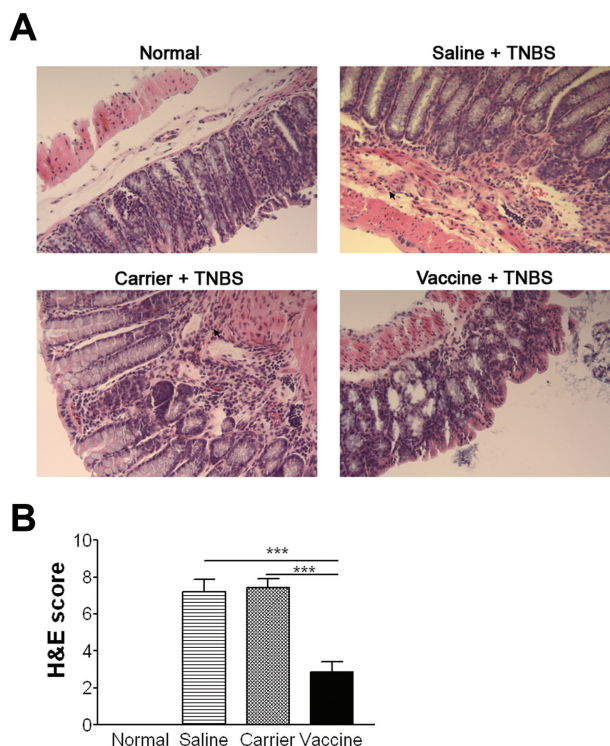 A
Normal
Saline + TNBS
Carrier + TNBS
Vaccine + TNBS
B
H&E score
10
8
6
4
2
0
***
***
Normal Saline Carrier Vaccine